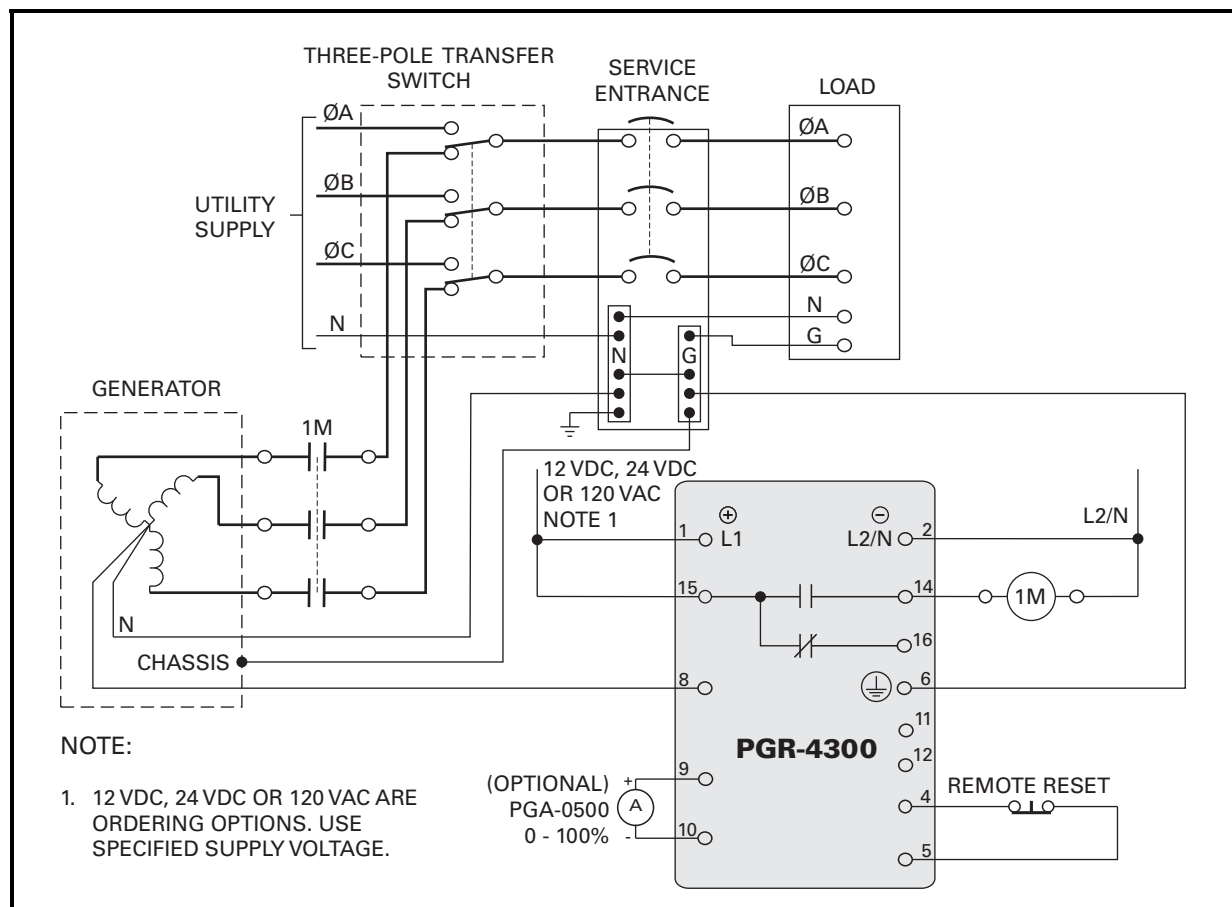 THREE-POLE TRANSFER
SWITCH
SERVICE
ENTRANCE
LOAD
ØA
ØA
ØB
ØB
UTILITY
SUPPLY
ØC
ØC
N
N
G
N
G
GENERATOR
1M
N
CHASSIS
12 VDC, 24 VDC
OR 120 VAC
NOTE 1
L2/N
1
L1
L2/N
2
15
14
1M
16
8
6
11
PGR-4300
12
9
(OPTIONAL)
PGA-0500
0 - 100%
+
A
-
10
REMOTE RESET
4
5
NOTE:
1. 12 VDC, 24 VDC OR 120 VAC ARE
ORDERING OPTIONS. USE
SPECIFIED SUPPLY VOLTAGE.